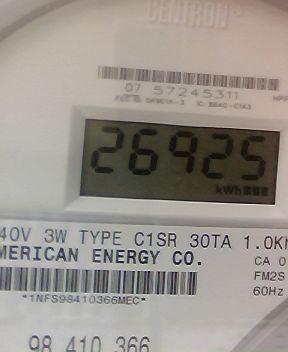 CENTRON
07 57245311
26925
kWh
40V 3W TYPE C1SR 30TA 1.0K
MERICAN ENERGY CO.
CA 0
FM2S
60Hz
*1NFS98410366MEC*
98 410 366